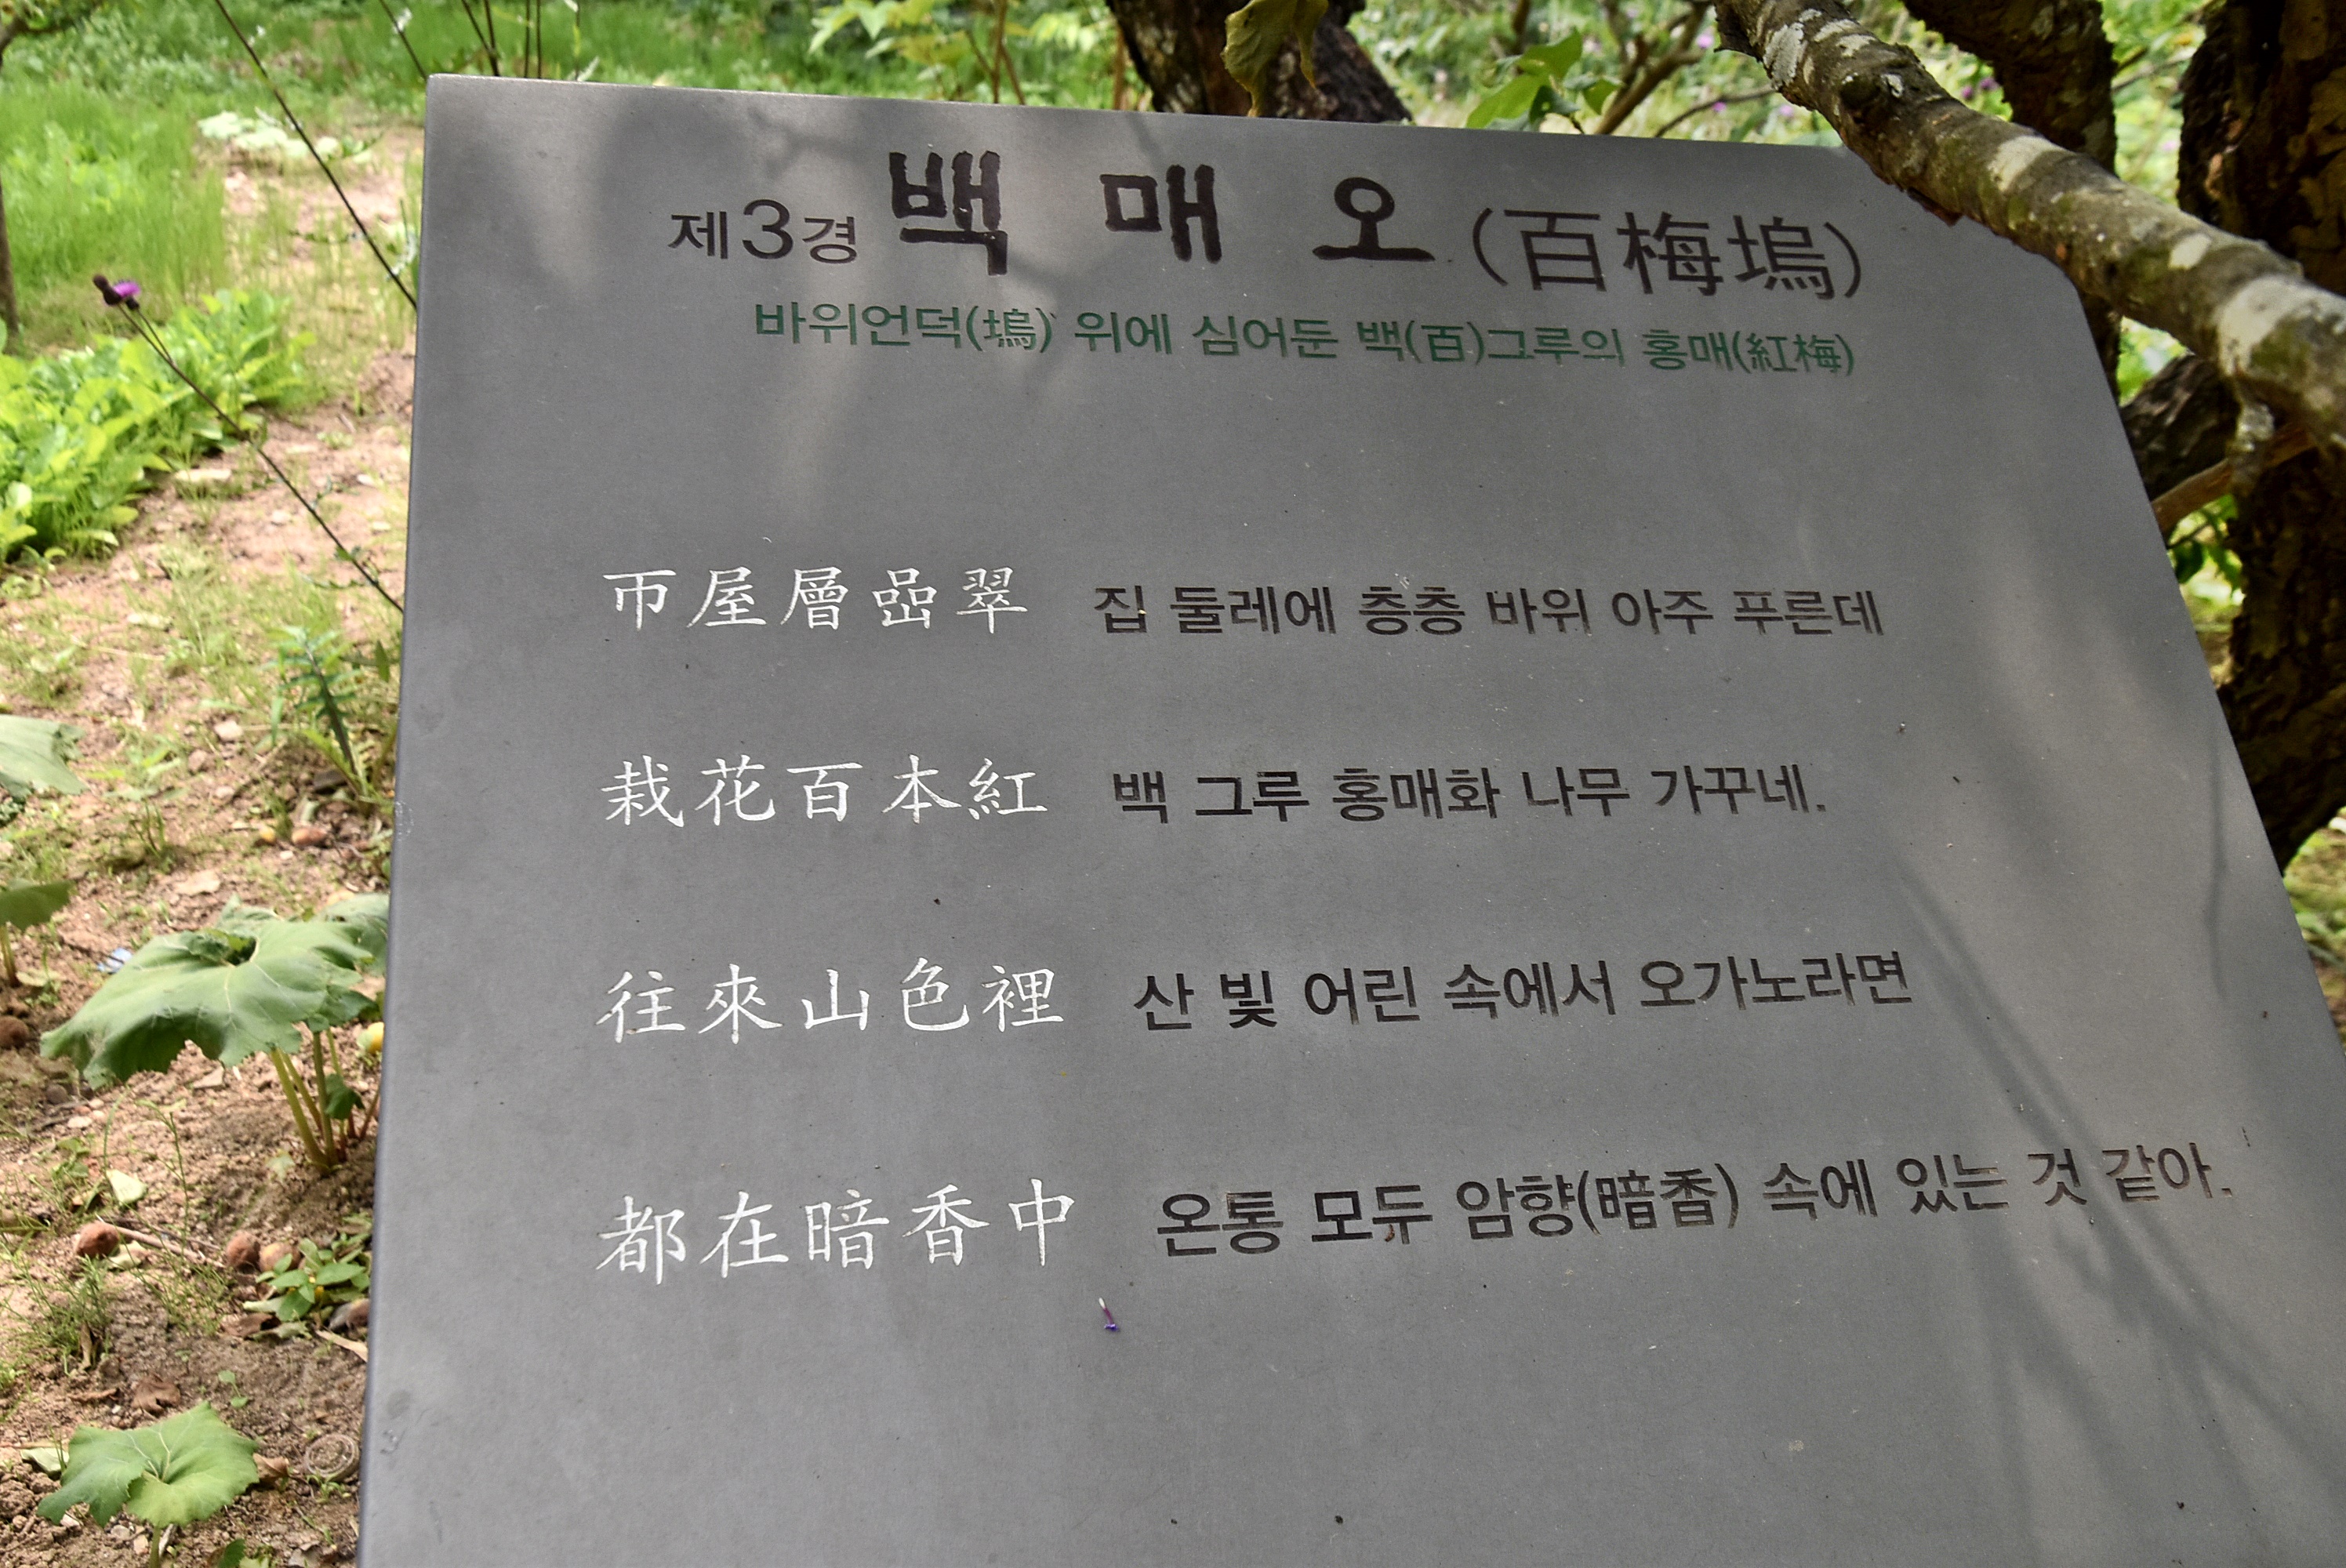 제3경 백 매 오 (百梅塢)
바위언덕(塢) 위에 심어둔 백(百)그루의 홍매(紅梅)
帀屋層嵒翠 집 둘레에 층층 바위 아주 푸른데
栽花百本紅 백 그루 홍매화 나무 가꾸네.
往來山色裡 산 빛 어린 속에서 오가노라면
都在暗香中 온통 모두 암향(暗香) 속에 있는 것 같아.